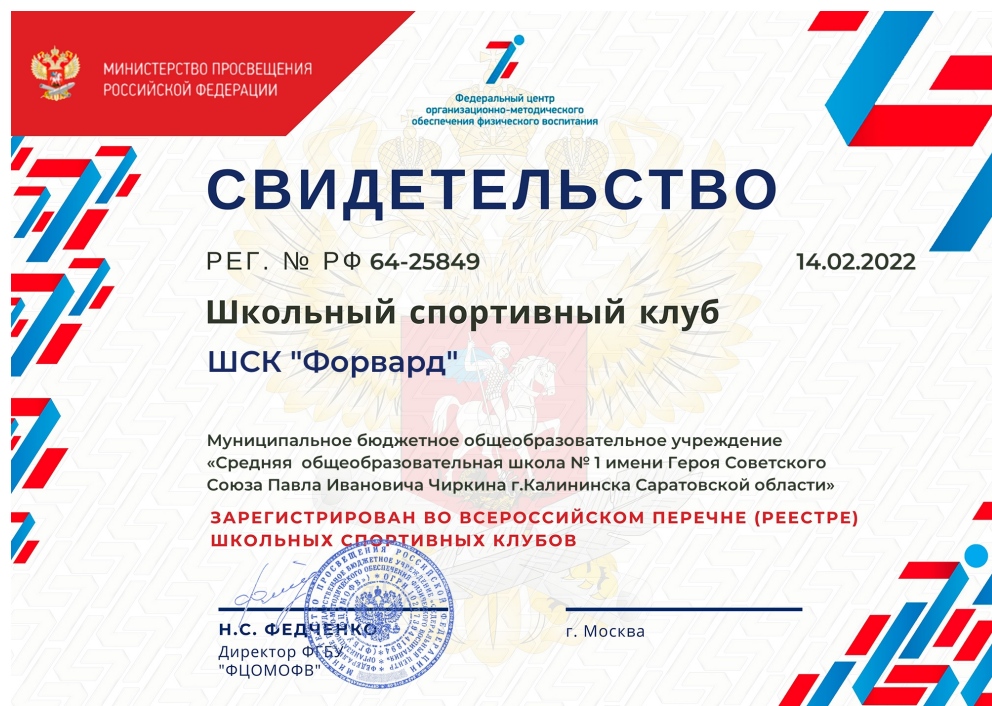 МИНИСТЕРСТВО ПРОСВЕЩЕНИЯ
РОССИЙСКОЙ ФЕДЕРАЦИИ
Федеральный центр
организационно-методического
обеспечения физического воспитания
СВИДЕТЕЛЬСТВО
РЕГ. № РФ 64-25849
14.02.2022
Школьный спортивный клуб
ШСК "Форвард"
Муниципальное бюджетное общеобразовательное учреждение
«Средняя общеобразовательная школа № 1 имени Героя Советского
Союза Павла Ивановича Чиркина г.Калининска Саратовской области»
ЗАРЕГИСТРИРОВАН ВО ВСЕРОССИЙСКОМ ПЕРЕЧНЕ (РЕЕСТРЕ)
ШКОЛЬНЫХ СПОРТИВНЫХ КЛУБОВ
Н.С. ФЕДЧЕНКО
Директор ФГБУ
"ФЦОМОФВ"
г. Москва